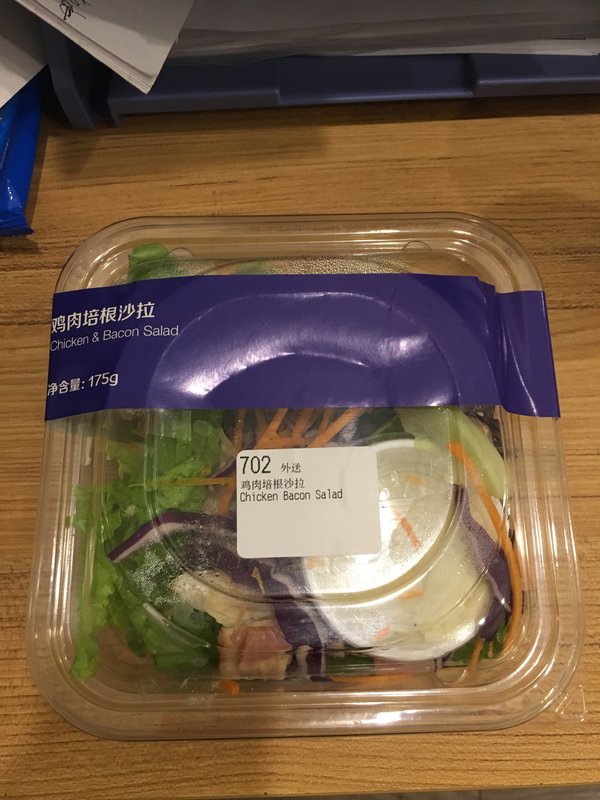 鸡肉培根沙拉
Chicken & Bacon Salad
净含量: 175g
702 外送
鸡肉培根沙拉
Chicken Bacon Salad